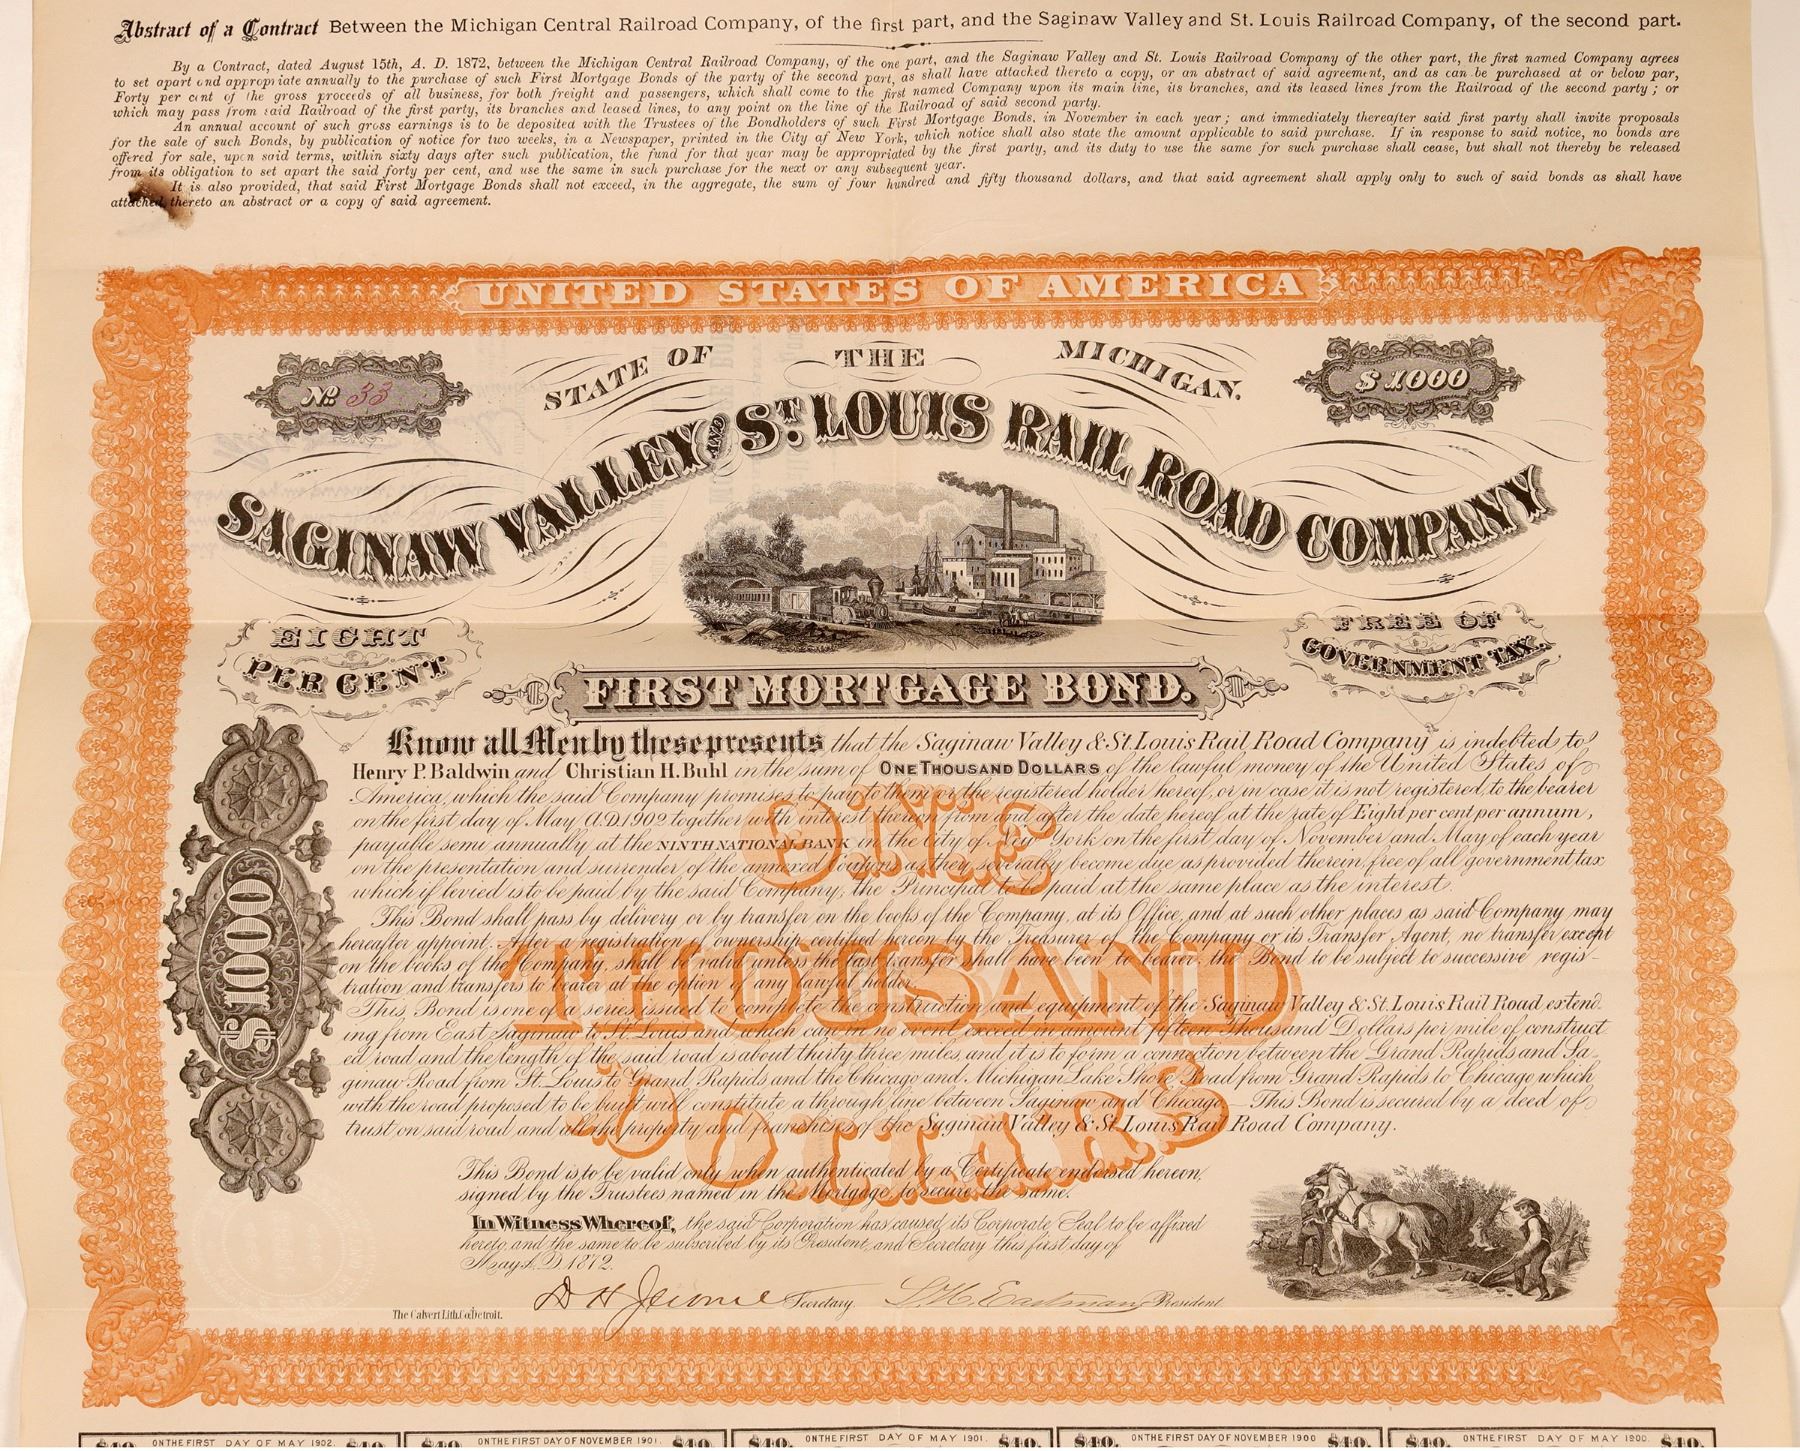 Abstract of a Contract Between the Michigan Central Railroad Company, of the first part, and the Saginaw Valley and St. Louis Railroad Company, of the second part.
By a Contract, dated August 15th, A. D. 1872, between the Michigan Central Railroad Company, of the one part, and the Saginaw Valley and St. Louis Railroad Company of the other part, the first named Company agrees
to set apart and appropriate annually to the purchase of such First Mortgage Bonds of the party of the second part, as shall have attached thereto a copy, or an abstract of said agreement, and as can be purchased at or below par,
Forty per cent of the gross proceeds of all business, for both freight and passengers, which shall come to the first named Company upon its main line, its branches, and its leased lines from the Railroad of the second party; or
which may pass from said Railroad of the first party, its branches and leased lines, to any point on the line of the Railroad of said second party.
An annual account of such gross earnings is to be deposited with the Trustees of the Bondholders of such First Mortgage Bonds, in November in each year; and immediately thereafter said first party shall invite proposals
for the sale of such Bonds, by publication of notice for two weeks, in a Newspaper, printed in the City of New York, which notice shall also state the amount applicable to said purchase. If in response to said notice, no bonds are
offered for sale, upon said terms, within sixty days after such publication, the fund for that year may be appropriated by the first party, and its duty to use the same for such purchase shall cease, but shall not thereby be released
from its obligation to set apart the said forty per cent, and use the same in such purchase for the next or any subsequent year.
It is also provided, that said First Mortgage Bonds shall not exceed, in the aggregate, the sum of four hundred and fifty thousand dollars, and that said agreement shall apply only to such of said bonds as shall have
attached thereto an abstract or a copy of said agreement.
UNITED STATES OF AMERICA
STATE OF THE MICHIGAN.
No. 33
$1000
SAGINAW VALLEY AND ST. LOUIS RAIL ROAD COMPANY
EIGHT
PER CENT
FREE OF
GOVERNMENT TAX.
FIRST MORTGAGE BOND.
Know all Men by these presents that the Saginaw Valley & St. Louis Rail Road Company is indebted to
Henry P. Baldwin and Christian H. Buhl in the sum of ONE THOUSAND DOLLARS of the lawful money of the United States of
America, which the said Company promises to pay to them or the registered holder hereof, or in case it is not registered, to the bearer
on the first day of May A.D. 1902 together with interest thereon from and after the date hereof at the rate of Eight per cent per annum,
payable semi annually at the NINTH NATIONAL BANK in the City of New York on the first day of November and May of each year
on the presentation and surrender of the annexed Coupons as they severally become due as provided therein, free of all government tax
which if levied is to be paid by the said Company, the Principal to be paid at the same place as the interest.
This Bond shall pass by delivery or by transfer on the books of the Company, at its Office, and at such other places as said Company may
hereafter appoint. After a registration of ownership certified hereon by the Treasurer of the Company or its Transfer Agent, no transfer except
on the books of the Company, shall be valid unless the last transfer shall have been to bearer, the Bond to be subject to successive regis-
tration and transfers to bearer at the option of any lawful holder.
This, Bond is one of a series issued to complete the construction and equipment of the Saginaw Valley & St. Louis Rail Road extend-
ing from East Saginaw to St. Louis and which can in no event exceed in amount fifteen Thousand Dollars per mile of construct
ed road and the length of the said road is about thirty three miles, and it is to form a connection between the Grand Rapids and Sa-
ginaw Road from St. Louis to Grand Rapids and the Chicago and Michigan Lake Shore Road from Grand Rapids to Chicago which
with the road proposed to be built will constitute a through line between Saginaw and Chicago — This Bond is secured by a deed of
trust on said road and all the property and franchises of the Saginaw Valley & St. Louis Rail Road Company.
ONE
THOUSAND
DOLLARS
$1000
This Bond is to be valid only when authenticated by a Certificate endorsed hereon,
signed by the Trustees named in the Mortgage, to secure the same.
In Witness Whereof, the said Corporation has caused its Corporate Seal to be affixed
hereto, and the same to be subscribed by its President, and Secretary this first day of
May A.D. 1872.
D H Jerome Secretary. L. H. Eastman President
The Calvert Lith. Co. Detroit.
$40. ON THE FIRST DAY OF MAY 1902. $40. $40. ON THE FIRST DAY OF NOVEMBER 1901. $40. $40. ON THE FIRST DAY OF MAY 1901. $40. $40. ON THE FIRST DAY OF NOVEMBER 1900 $40. $40. ON THE FIRST DAY OF MAY 1900. $40.